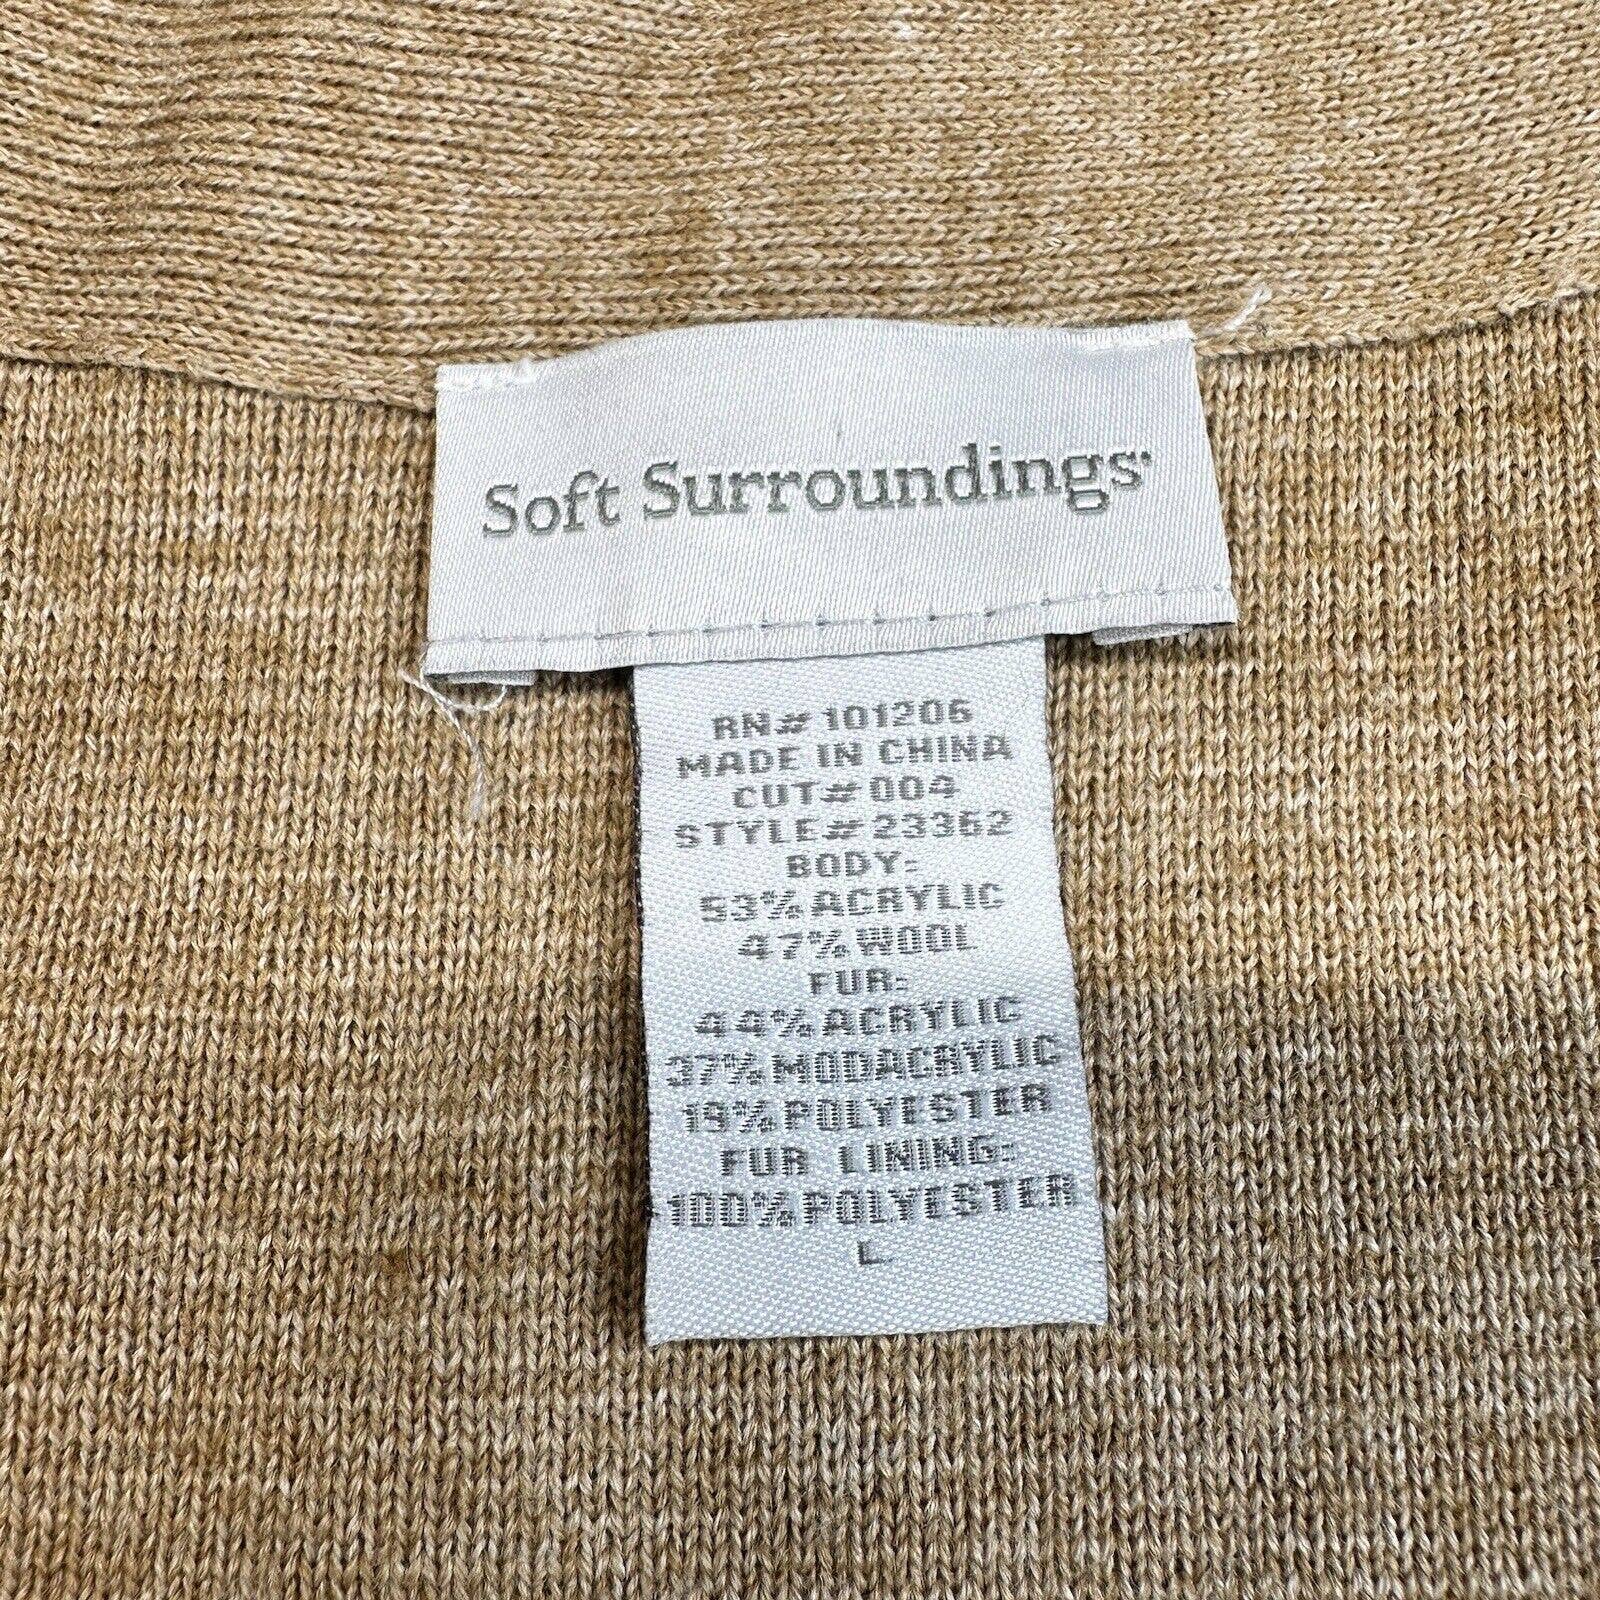 Soft Surroundings
RN# 101206
MADE IN CHINA
CUT# 004
STYLE# 23362
BODY:
53% ACRYLIC
47% WOOL
FUR:
44% ACRYLIC
37% MODACRYLIC
19% POLYESTER
FUR LINING:
100% POLYESTER
L